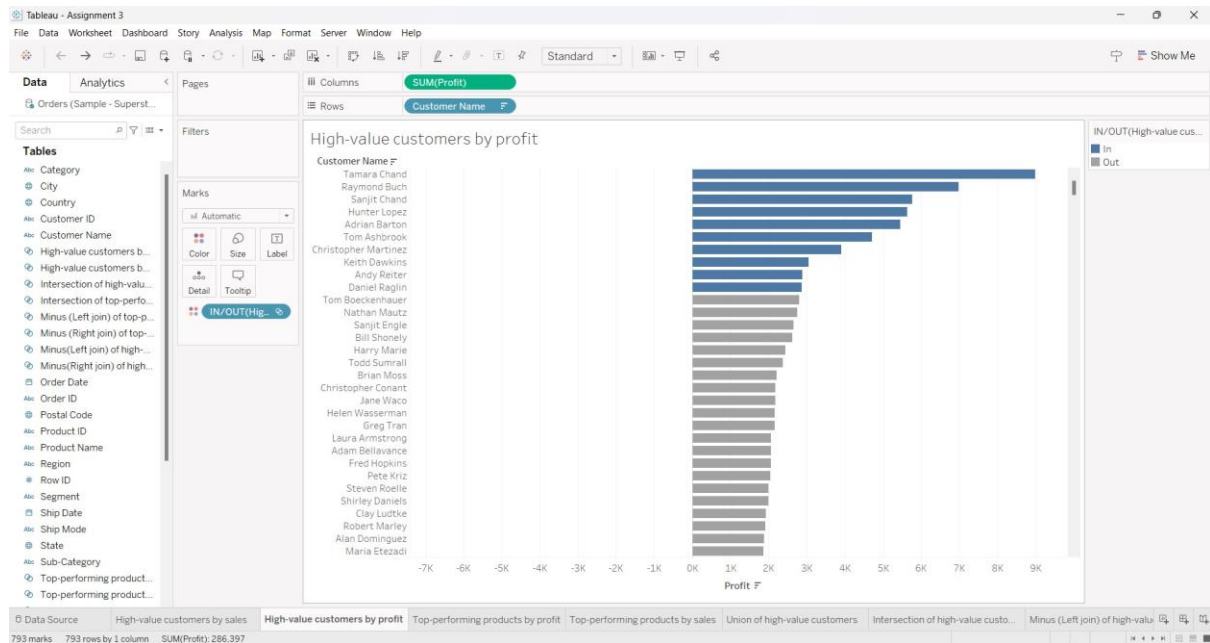 Tableau - Assignment 3
File Data Worksheet Dashboard Story Analysis Map Format Server Window Help
Standard
Show Me
Data Analytics
Orders (Sample - Superst...
Search
Tables
Abc Category
City
Country
Abc Customer ID
Abc Customer Name
High-value customers b...
High-value customers b...
Intersection of high-valu...
Intersection of top-perfo...
Minus (Left join) of top-p...
Minus (Right join) of top-...
Minus(Left join) of high-...
Minus(Right join) of high...
Order Date
Abc Order ID
Postal Code
Abc Product ID
Abc Product Name
Abc Region
# Row ID
Abc Segment
Ship Date
Abc Ship Mode
State
Abc Sub-Category
Top-performing product...
Top-performing product...
Pages
Filters
Marks
Automatic
Color Size Label
Detail Tooltip
IN/OUT(Hig..
Columns SUM(Profit)
Rows Customer Name
High-value customers by profit
Customer Name
Tamara Chand
Raymond Buch
Sanjit Chand
Hunter Lopez
Adrian Barton
Tom Ashbrook
Christopher Martinez
Keith Dawkins
Andy Reiter
Daniel Raglin
Tom Boeckenhauer
Nathan Mautz
Sanjit Engle
Bill Shonely
Harry Marie
Todd Sumrall
Brian Moss
Christopher Conant
Jane Waco
Helen Wasserman
Greg Tran
Laura Armstrong
Adam Bellavance
Fred Hopkins
Pete Kriz
Steven Roelle
Shirley Daniels
Clay Ludtke
Robert Marley
Alan Dominguez
Maria Etezadi
-7K -6K -5K -4K -3K -2K -1K 0K 1K 2K 3K 4K 5K 6K 7K 8K 9K
Profit
IN/OUT(High-value cus...
In
Out
Data Source High-value customers by sales High-value customers by profit Top-performing products by profit Top-performing products by sales Union of high-value customers Intersection of high-value custo... Minus (Left join) of high-valu
793 marks 793 rows by 1 column SUM(Profit): 286,397